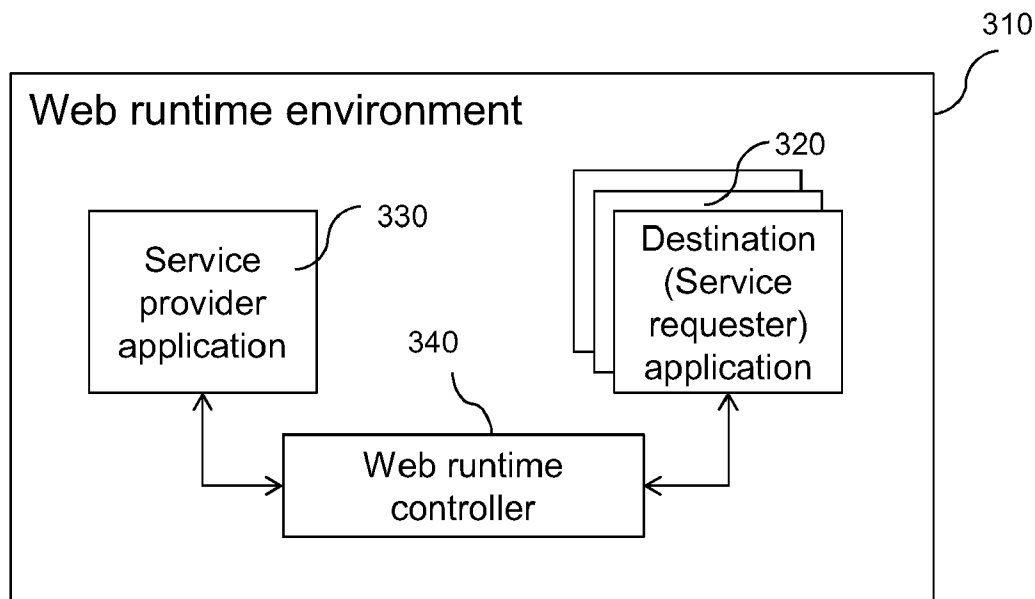 310
Web runtime environment
320
330
Service
provider
application
Destination
(Service
requester)
application
340
Web runtime
controller